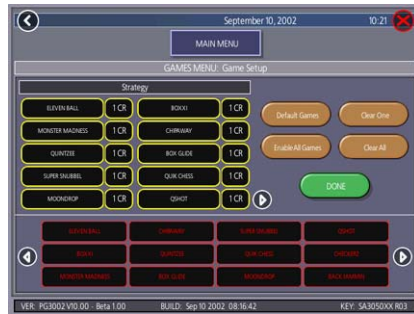 September 10, 2002 10:21
MAIN MENU
GAMES MENU: Game Setup
Strategy
ELEVEN BALL 1 CR BOXXI 1 CR
MONSTER MADNESS 1 CR CHIPAWAY 1 CR
QUINTZEE 1 CR BOX GLIDE 1 CR
SUPER SNUBBEL 1 CR QUIK CHESS 1 CR
MOONDROP 1 CR QSHOT 1 CR
Default Games Clear One
Enable All Games Clear All
DONE
ELEVEN BALL CHIPAWAY SUPER SNUBBEL QSHOT
BOXXI QUINTZEE QUIK CHESS CHECKERZ
MONSTER MADNESS BOX GLIDE MOONDROP
VER: PG3002 V10.00 - Beta 1.00 BUILD: Sep 10 2002 08:16:42 KEY: SA3050XX R03